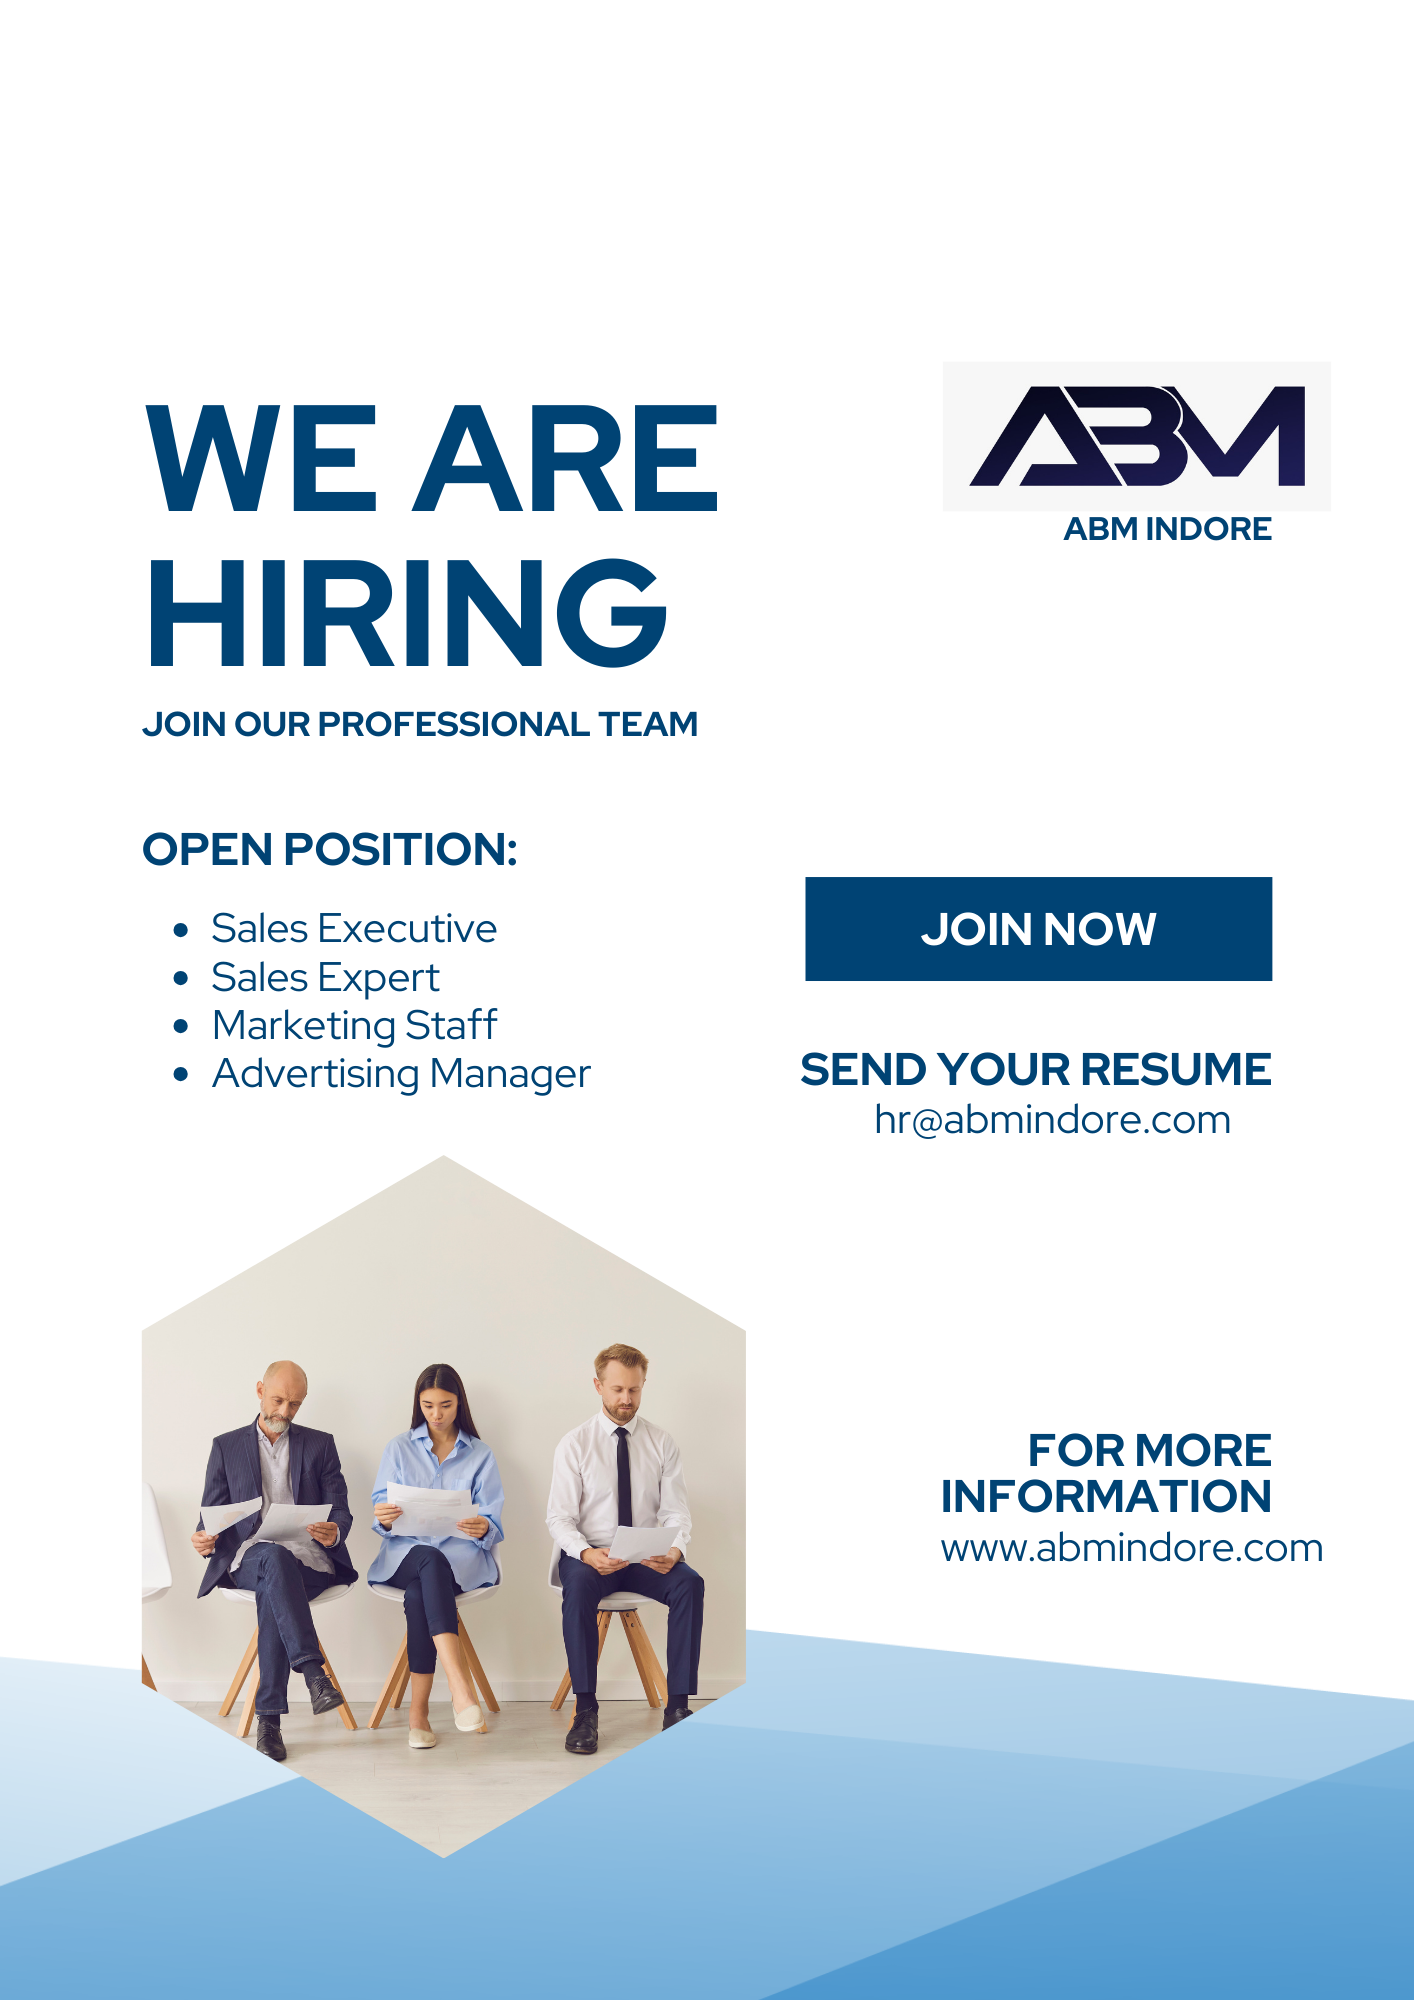 WE ARE
HIRING
JOIN OUR PROFESSIONAL TEAM
ABM
ABM INDORE
OPEN POSITION:
Sales Executive
Sales Expert
Marketing Staff
Advertising Manager
JOIN NOW
SEND YOUR RESUME
hr@abmindore.com
FOR MORE
INFORMATION
www.abmindore.com